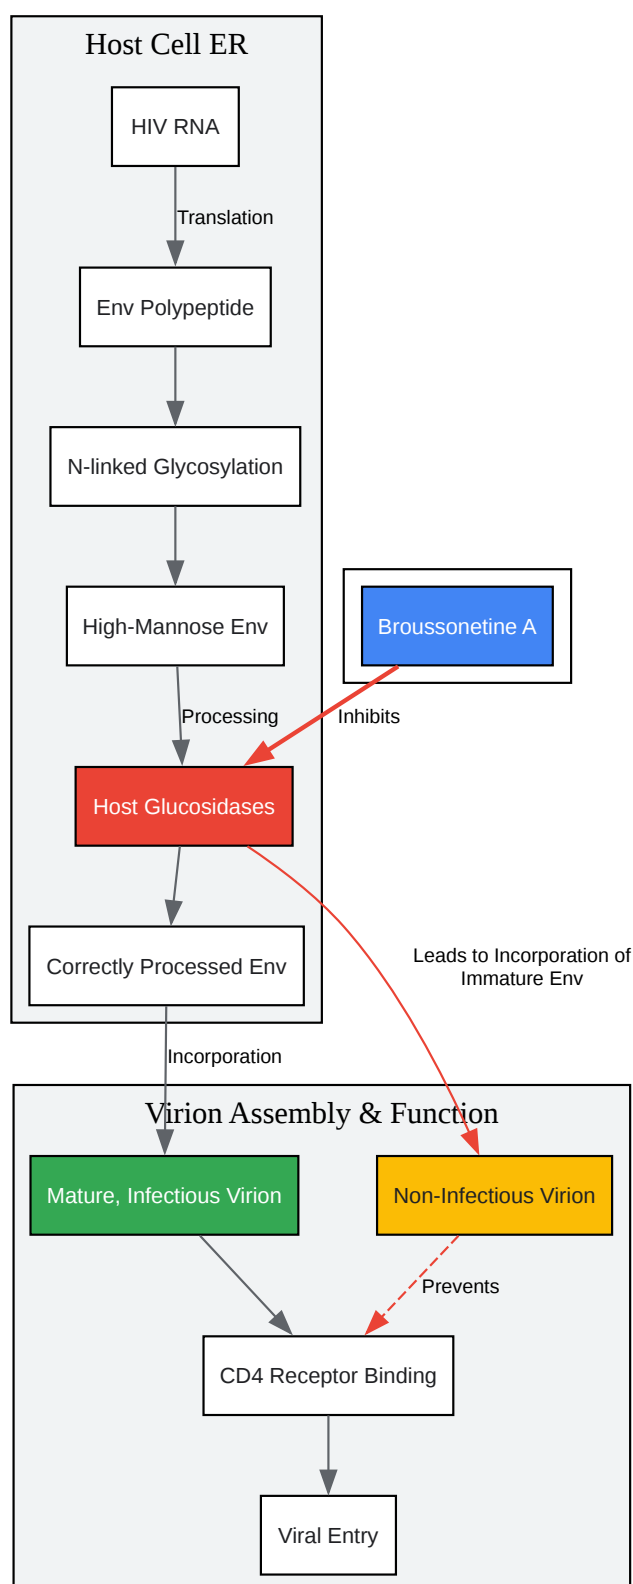 Host Cell ER
HIV RNA
Translation
Env Polypeptide
N-linked Glycosylation
High-Mannose Env
Broussonetine A
Processing
Inhibits
Host Glucosidases
Correctly Processed Env
Leads to Incorporation of
Immature Env
Incorporation
Virion Assembly & Function
Mature, Infectious Virion
Non-Infectious Virion
Prevents
CD4 Receptor Binding
Viral Entry